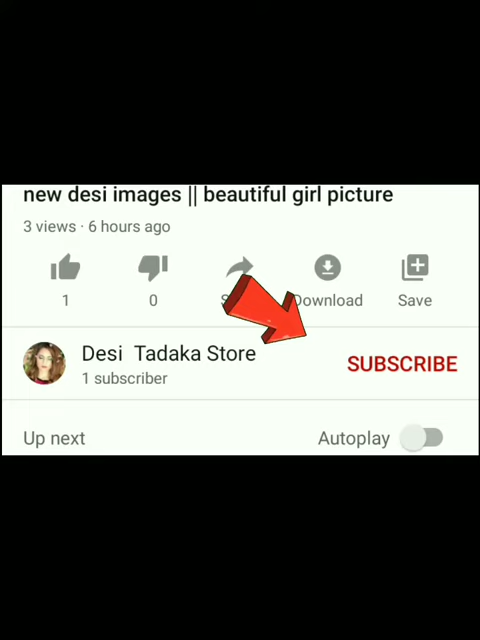 new desi images || beautiful girl picture
3 views · 6 hours ago
1 0 Download Save
Desi Tadaka Store
SUBSCRIBE
1 subscriber
Up next Autoplay